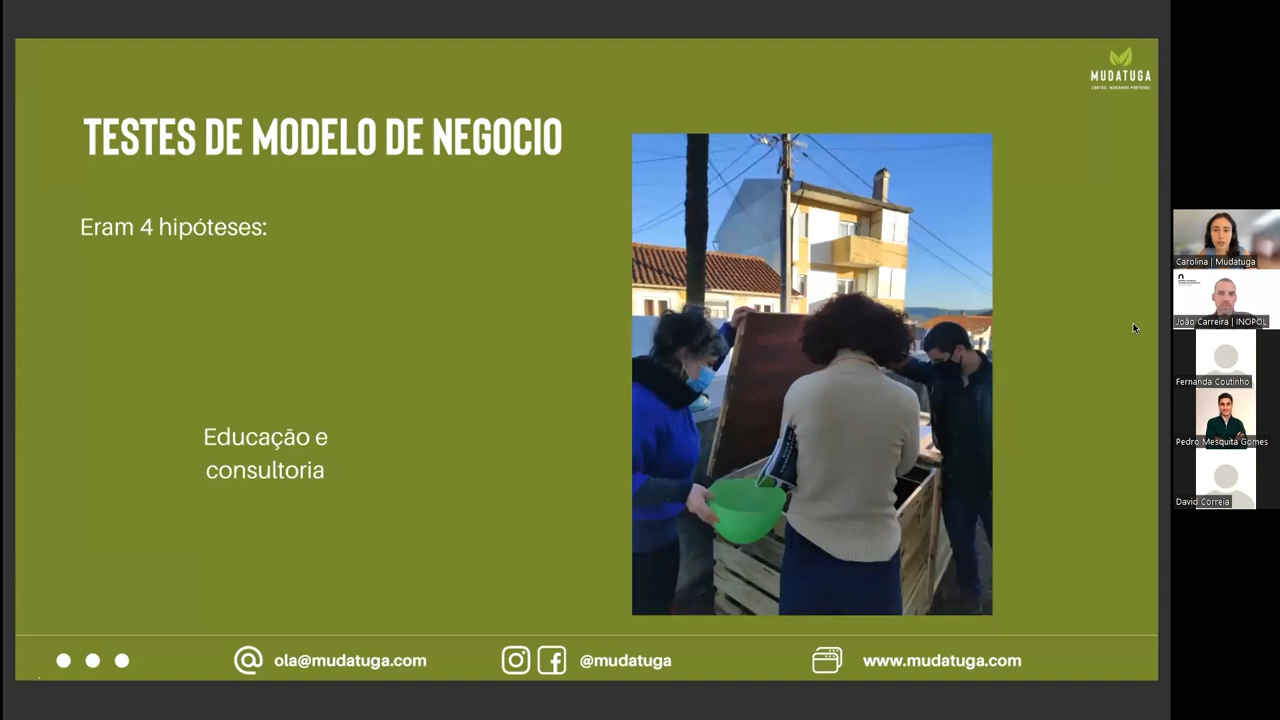 MUDATUGA
JUNTOS, MUDAMOS PORTUGAL
TESTES DE MODELO DE NEGOCIO
Eram 4 hipóteses:
Educação e
consultoria
ola@mudatuga.com
@mudatuga
www.mudatuga.com
Carolina | Mudatuga
João Carreira | INOPOL
Fernanda Coutinho
Pedro Mesquita Gomes
David Correia